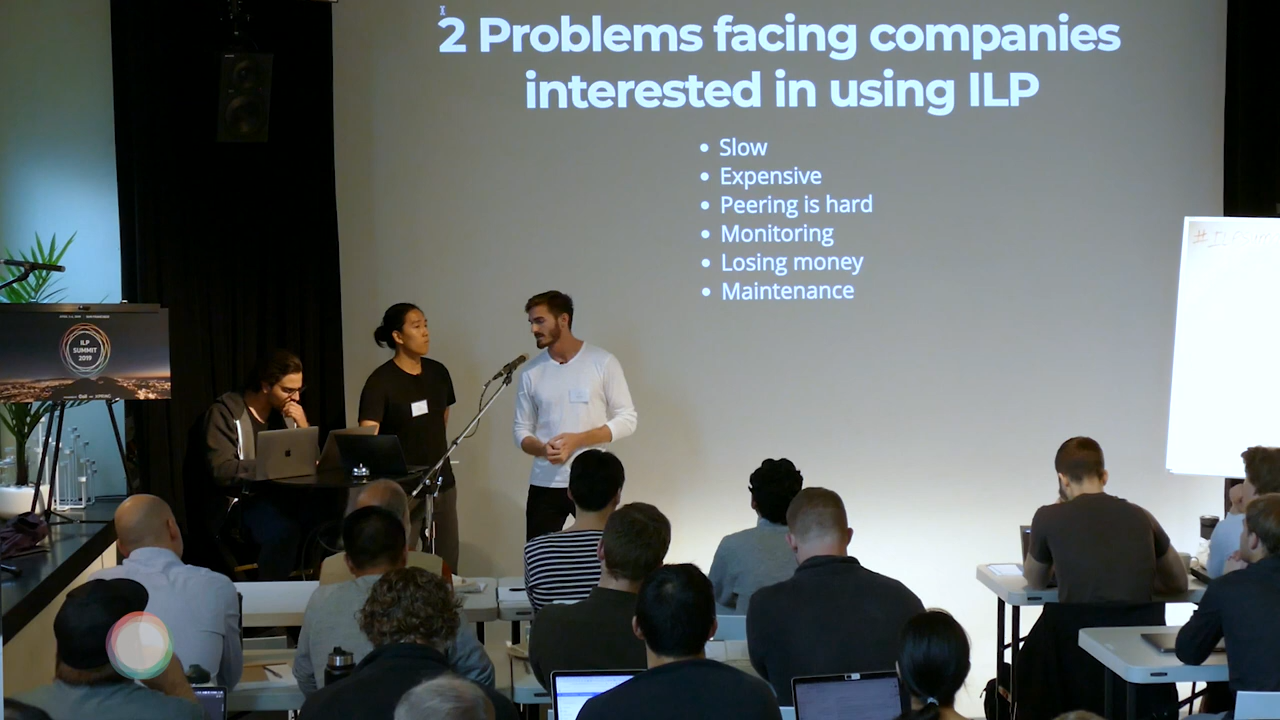 2 Problems facing companies
interested in using ILP
• Slow
• Expensive
• Peering is hard
• Monitoring
• Losing money
• Maintenance
ILP
SUMMIT
2019